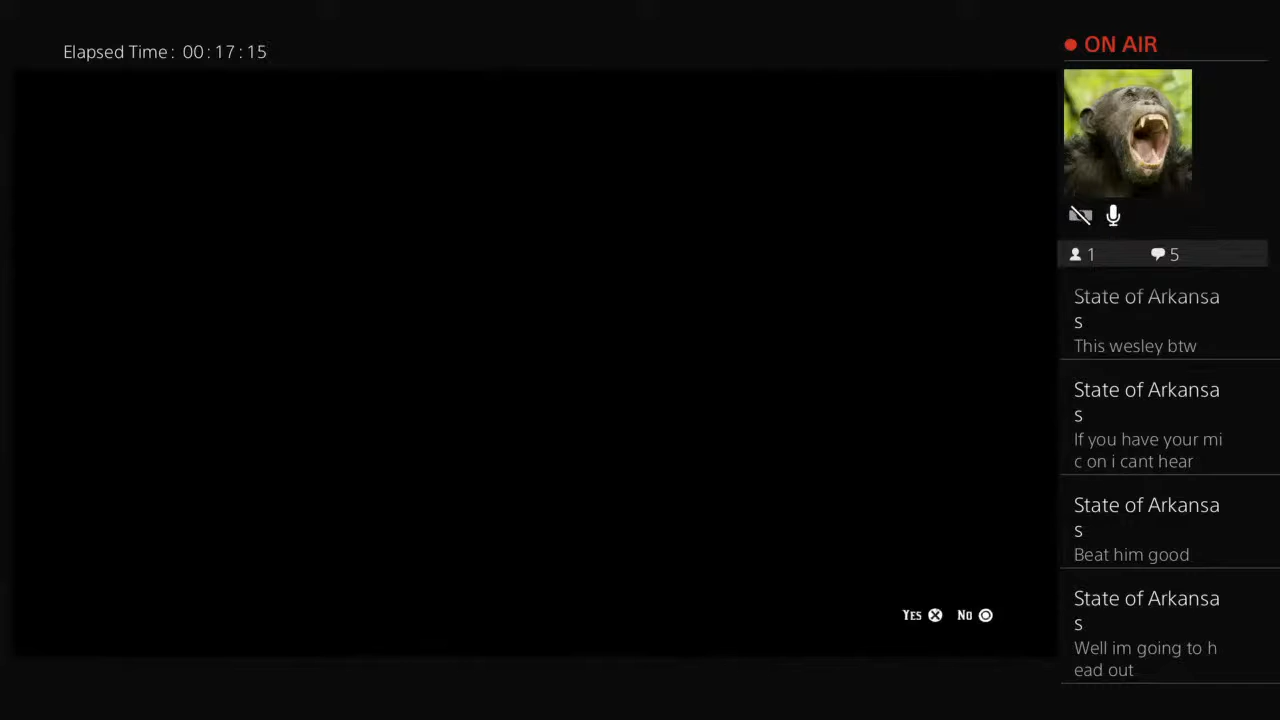 Elapsed Time: 00:17:15
ON AIR
1 5
State of Arkansa
s
This wesley btw
State of Arkansa
s
If you have your mi
c on i cant hear
State of Arkansa
s
Beat him good
State of Arkansa
s
Well im going to h
ead out
Yes No